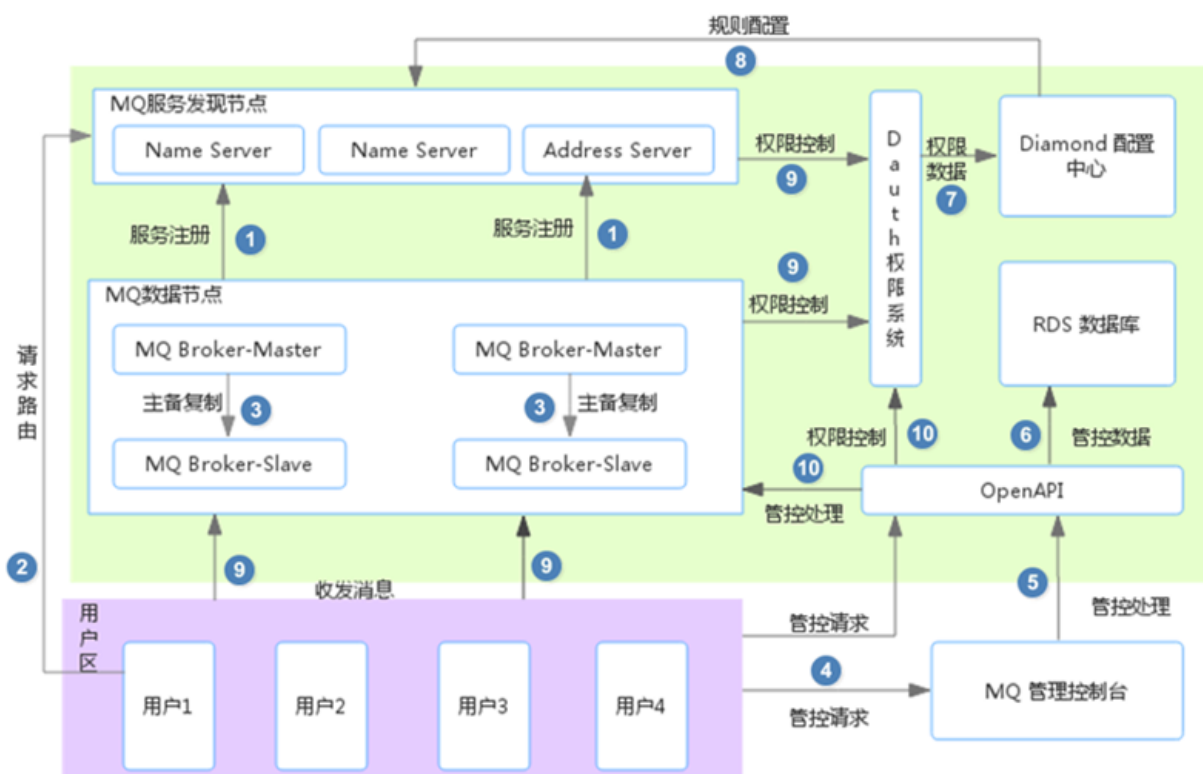 规则配置
8
MQ服务发现节点
Name Server
Name Server
Address Server
权限控制
9
Dauth权限系统
权限
数据
7
Diamond 配置
中心
服务注册
1
服务注册
1
MQ数据节点
9
权限控制
RDS 数据库
MQ Broker-Master
MQ Broker-Master
请求路由
主备复制
3
3
主备复制
MQ Broker-Slave
MQ Broker-Slave
权限控制
10
6
管控数据
10
管控处理
OpenAPI
2
9
9
收发消息
5
管控处理
用户区
管控请求
用户1
用户2
用户3
用户4
4
管控请求
MQ 管理控制台